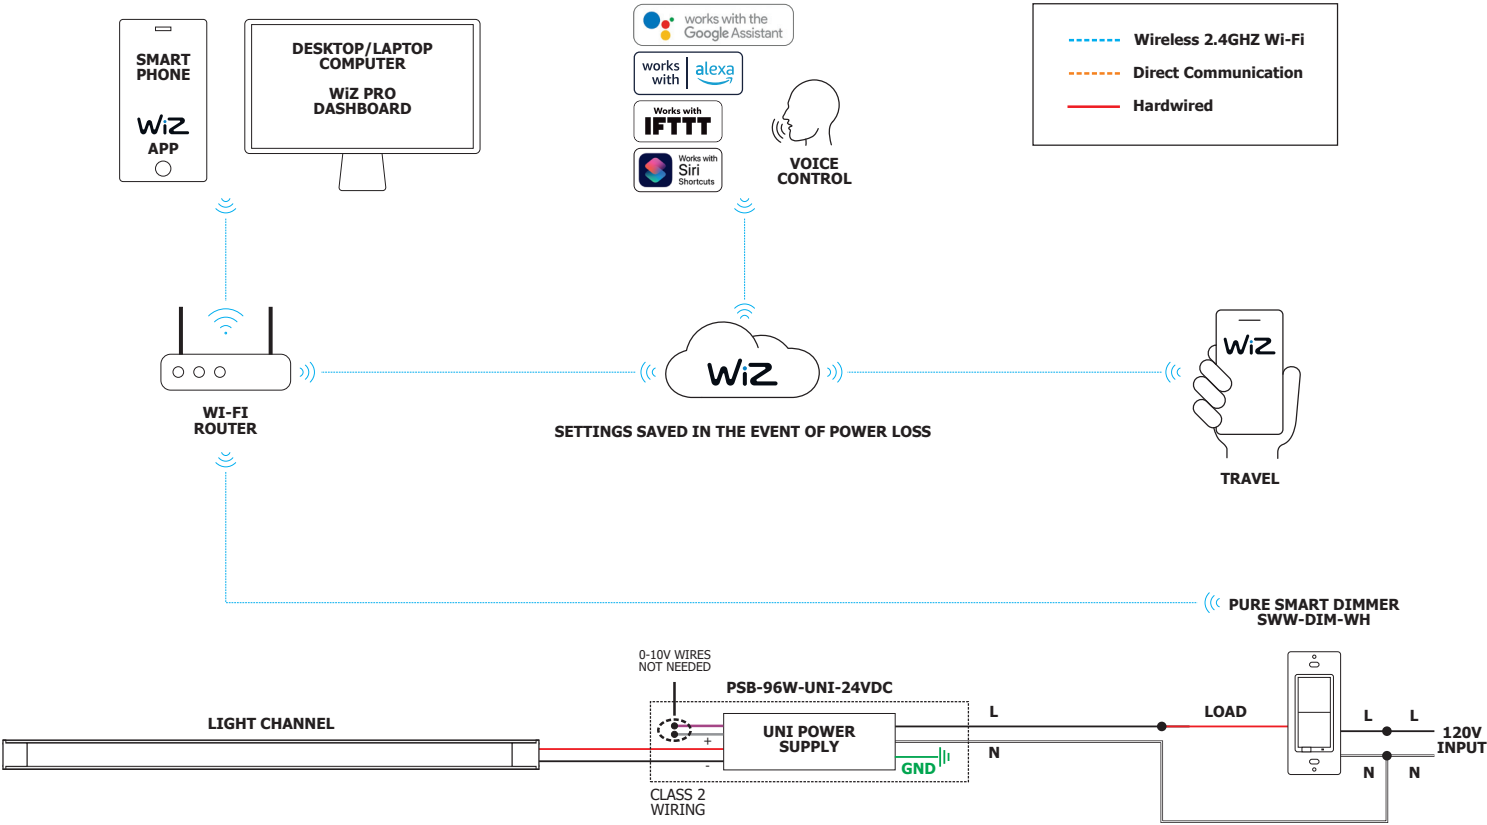 SMART
PHONE
WiZ
APP
DESKTOP/LAPTOP
COMPUTER
WiZ PRO
DASHBOARD
works with the
Google Assistant
works
with
alexa
Works with
IFTTT
Works with
Siri
Shortcuts
VOICE
CONTROL
Wireless 2.4GHZ Wi-Fi
Direct Communication
Hardwired
WI-FI
ROUTER
WiZ
SETTINGS SAVED IN THE EVENT OF POWER LOSS
WiZ
TRAVEL
PURE SMART DIMMER
SWW-DIM-WH
0-10V WIRES
NOT NEEDED
PSB-96W-UNI-24VDC
LIGHT CHANNEL
UNI POWER
SUPPLY
+
-
GND
CLASS 2
WIRING
L
N
LOAD
L
L
120V
INPUT
N
N